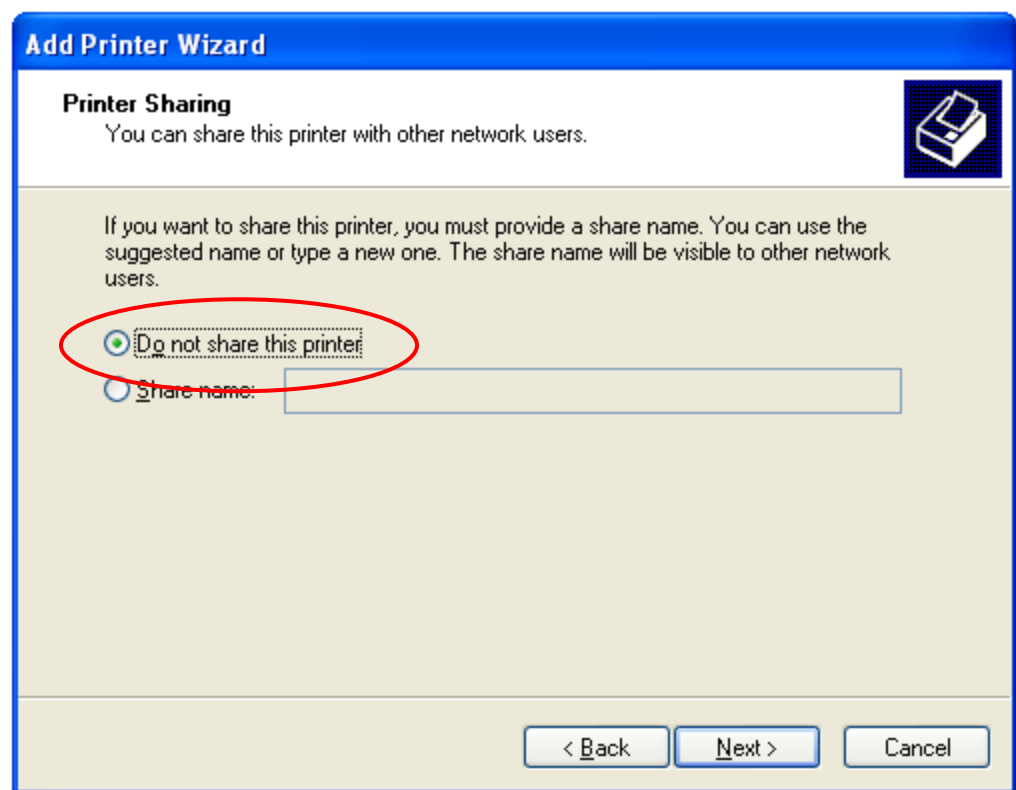 Add Printer Wizard
Printer Sharing
You can share this printer with other network users.
If you want to share this printer, you must provide a share name. You can use the
suggested name or type a new one. The share name will be visible to other network
users.
Do not share this printer
Share name:
< Back
Next >
Cancel